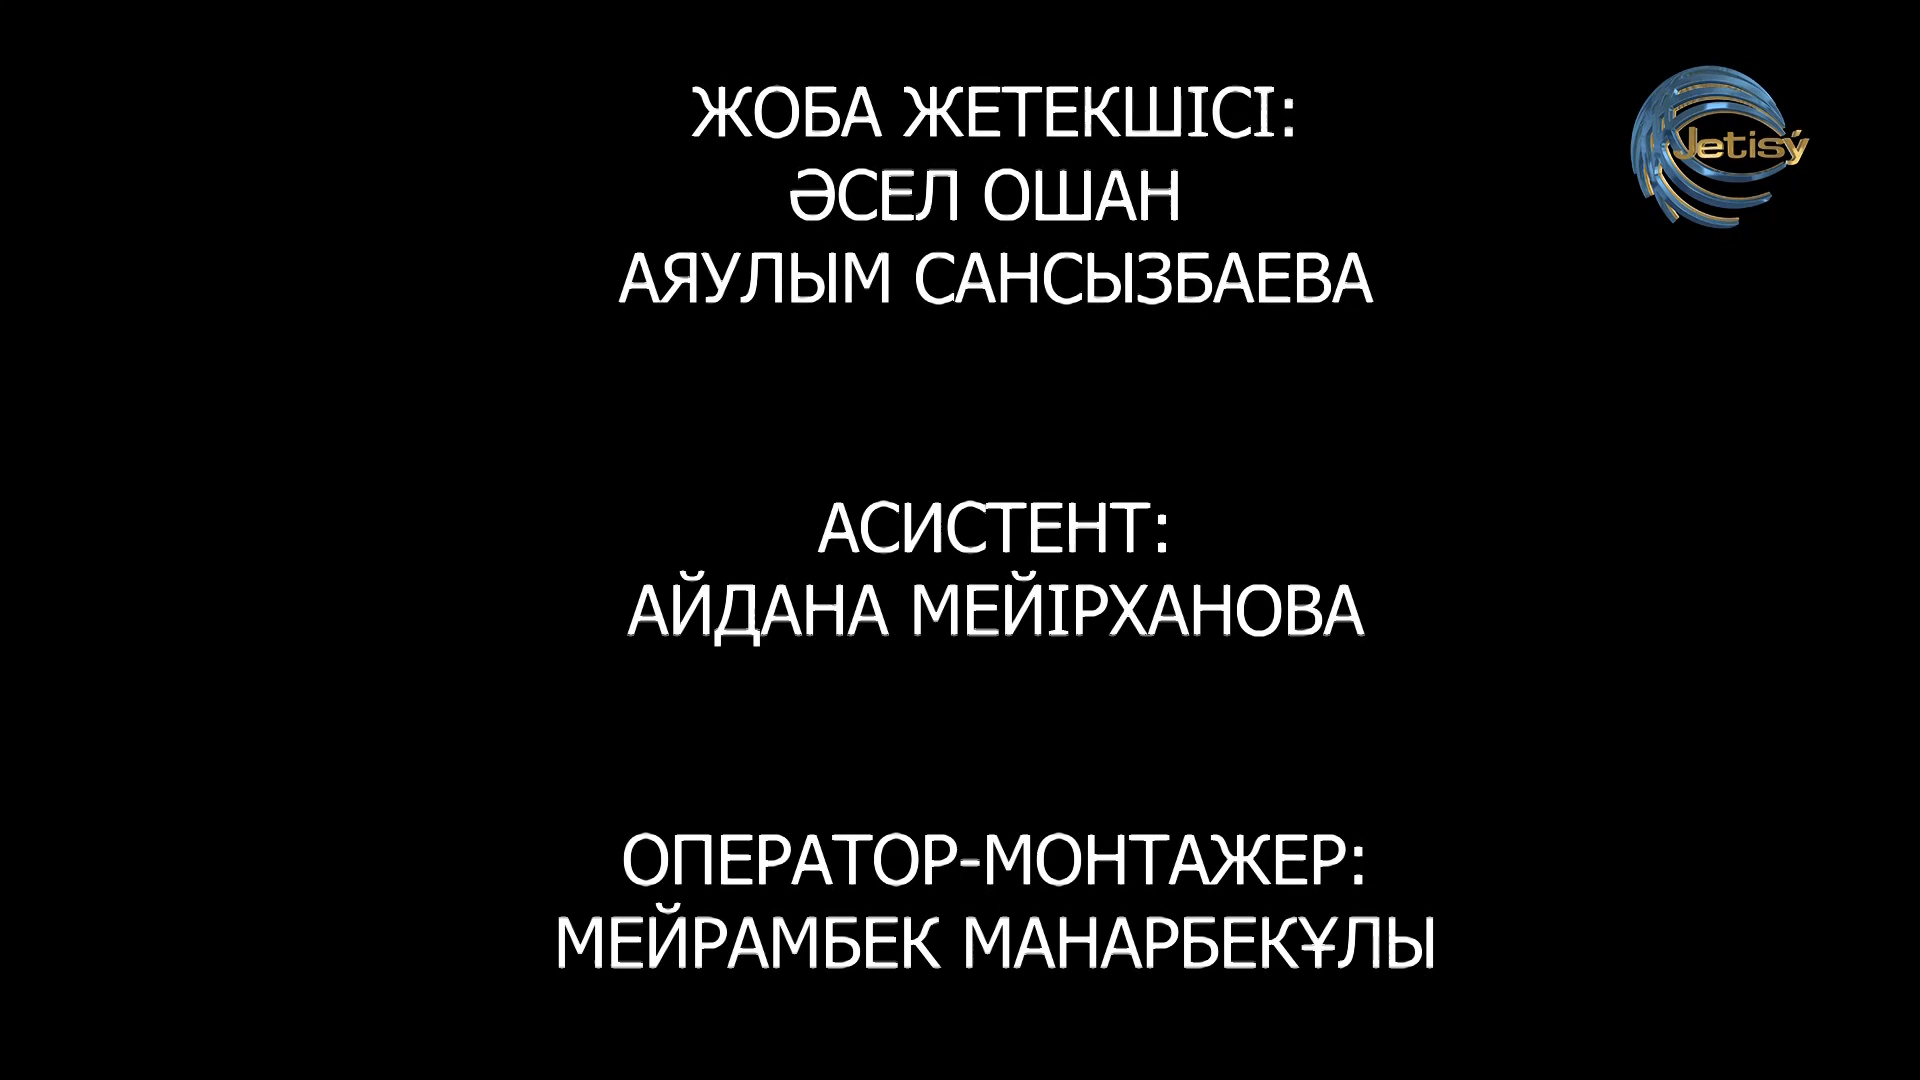 ЖОБА ЖЕТЕКШІСІ:
ӘСЕЛ ОШАН
АЯУЛЫМ САНСЫЗБАЕВА
Jetisý
АСИСТЕНТ:
АЙДАНА МЕЙІРХАНОВА
ОПЕРАТОР-МОНТАЖЕР:
МЕЙРАМБЕК МАНАРБЕКҰЛЫ